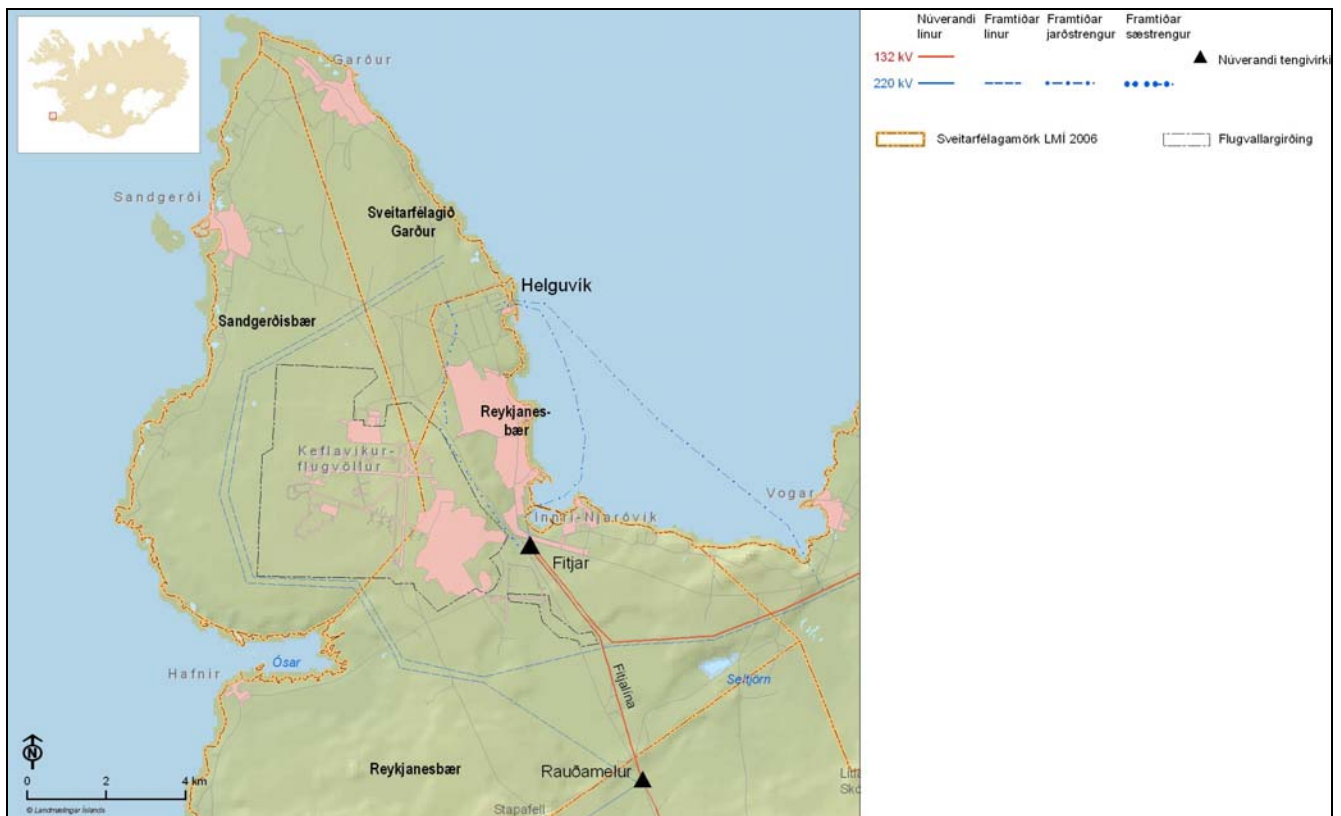 Garður
Sandgerði
Sveitarfélagið
Garður
Helguvík
Sandgerðisbær
Reykjanes-
bær
Keflavíkur-
flugvöllur
Vogar
Innri-Njarðvík
Fitjar
Hafnir
Ósar
Fitjalína
Seltjörn
Reykjanesbær
Rauðamelur
Stapafell
N
0 2 4 km
© Landmælingar Íslands
Núverandi Framtíðar Framtíðar Framtíðar
línur línur jarðstrengur sæstrengur
132 kV
220 kV
Núverandi tengivirki
Sveitarfélagamörk LMÍ 2006
Flugvallargirðing